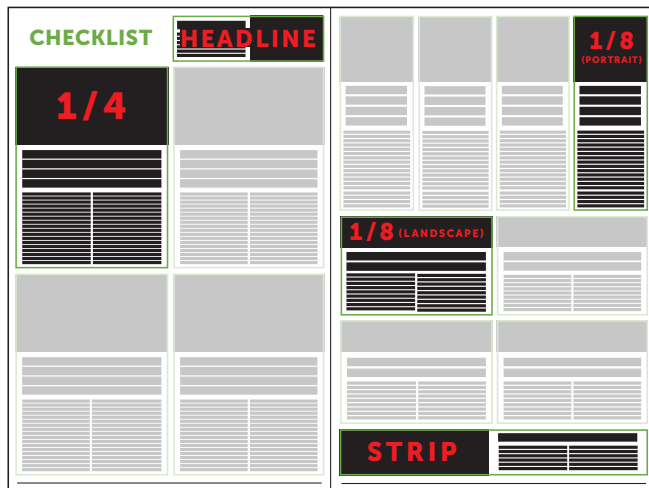 CHECKLIST
HEADLINE
1/4
1/8
(PORTRAIT)
1/8 (LANDSCAPE)
STRIP